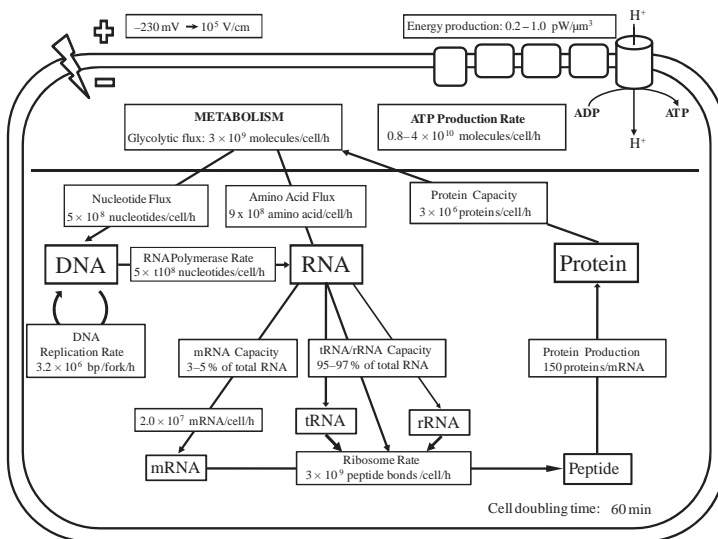 –230 mV → 10⁵ V/cm
Energy production: 0.2–1.0 pW/μm³
H⁺
METABOLISM
Glycolytic flux: 3 × 10⁹ molecules/cell/h
ATP Production Rate
0.8–4 × 10¹⁰ molecules/cell/h
ADP
ATP
H⁺
Nucleotide Flux
5 × 10⁸ nucleotides/cell/h
Amino Acid Flux
9 x 10⁸ amino acid/cell/h
Protein Capacity
3 × 10⁶ proteins/cell/h
DNA
RNA Polymerase Rate
5× t10⁸ nucleotides/cell/h
RNA
Protein
DNA
Replication Rate
3.2 × 10⁶ bp/fork/h
mRNA Capacity
3–5 % of total RNA
tRNA/rRNA Capacity
95–97 % of total RNA
Protein Production
150 proteins/mRNA
2.0 × 10⁷ mRNA/cell/h
tRNA
rRNA
mRNA
Ribosome Rate
3 × 10⁹ peptide bonds/cell/h
Peptide
Cell doubling time: 60 min